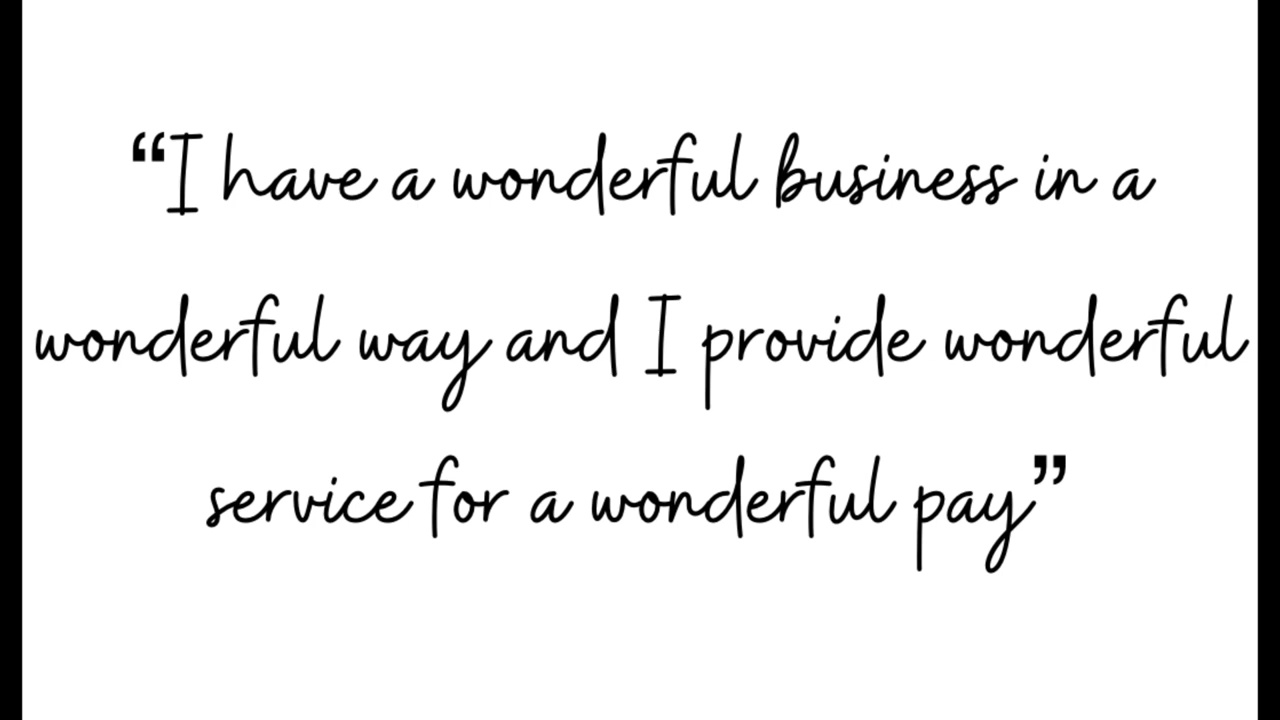 “I have a wonderful business in a
wonderful way and I provide wonderful
service for a wonderful pay”